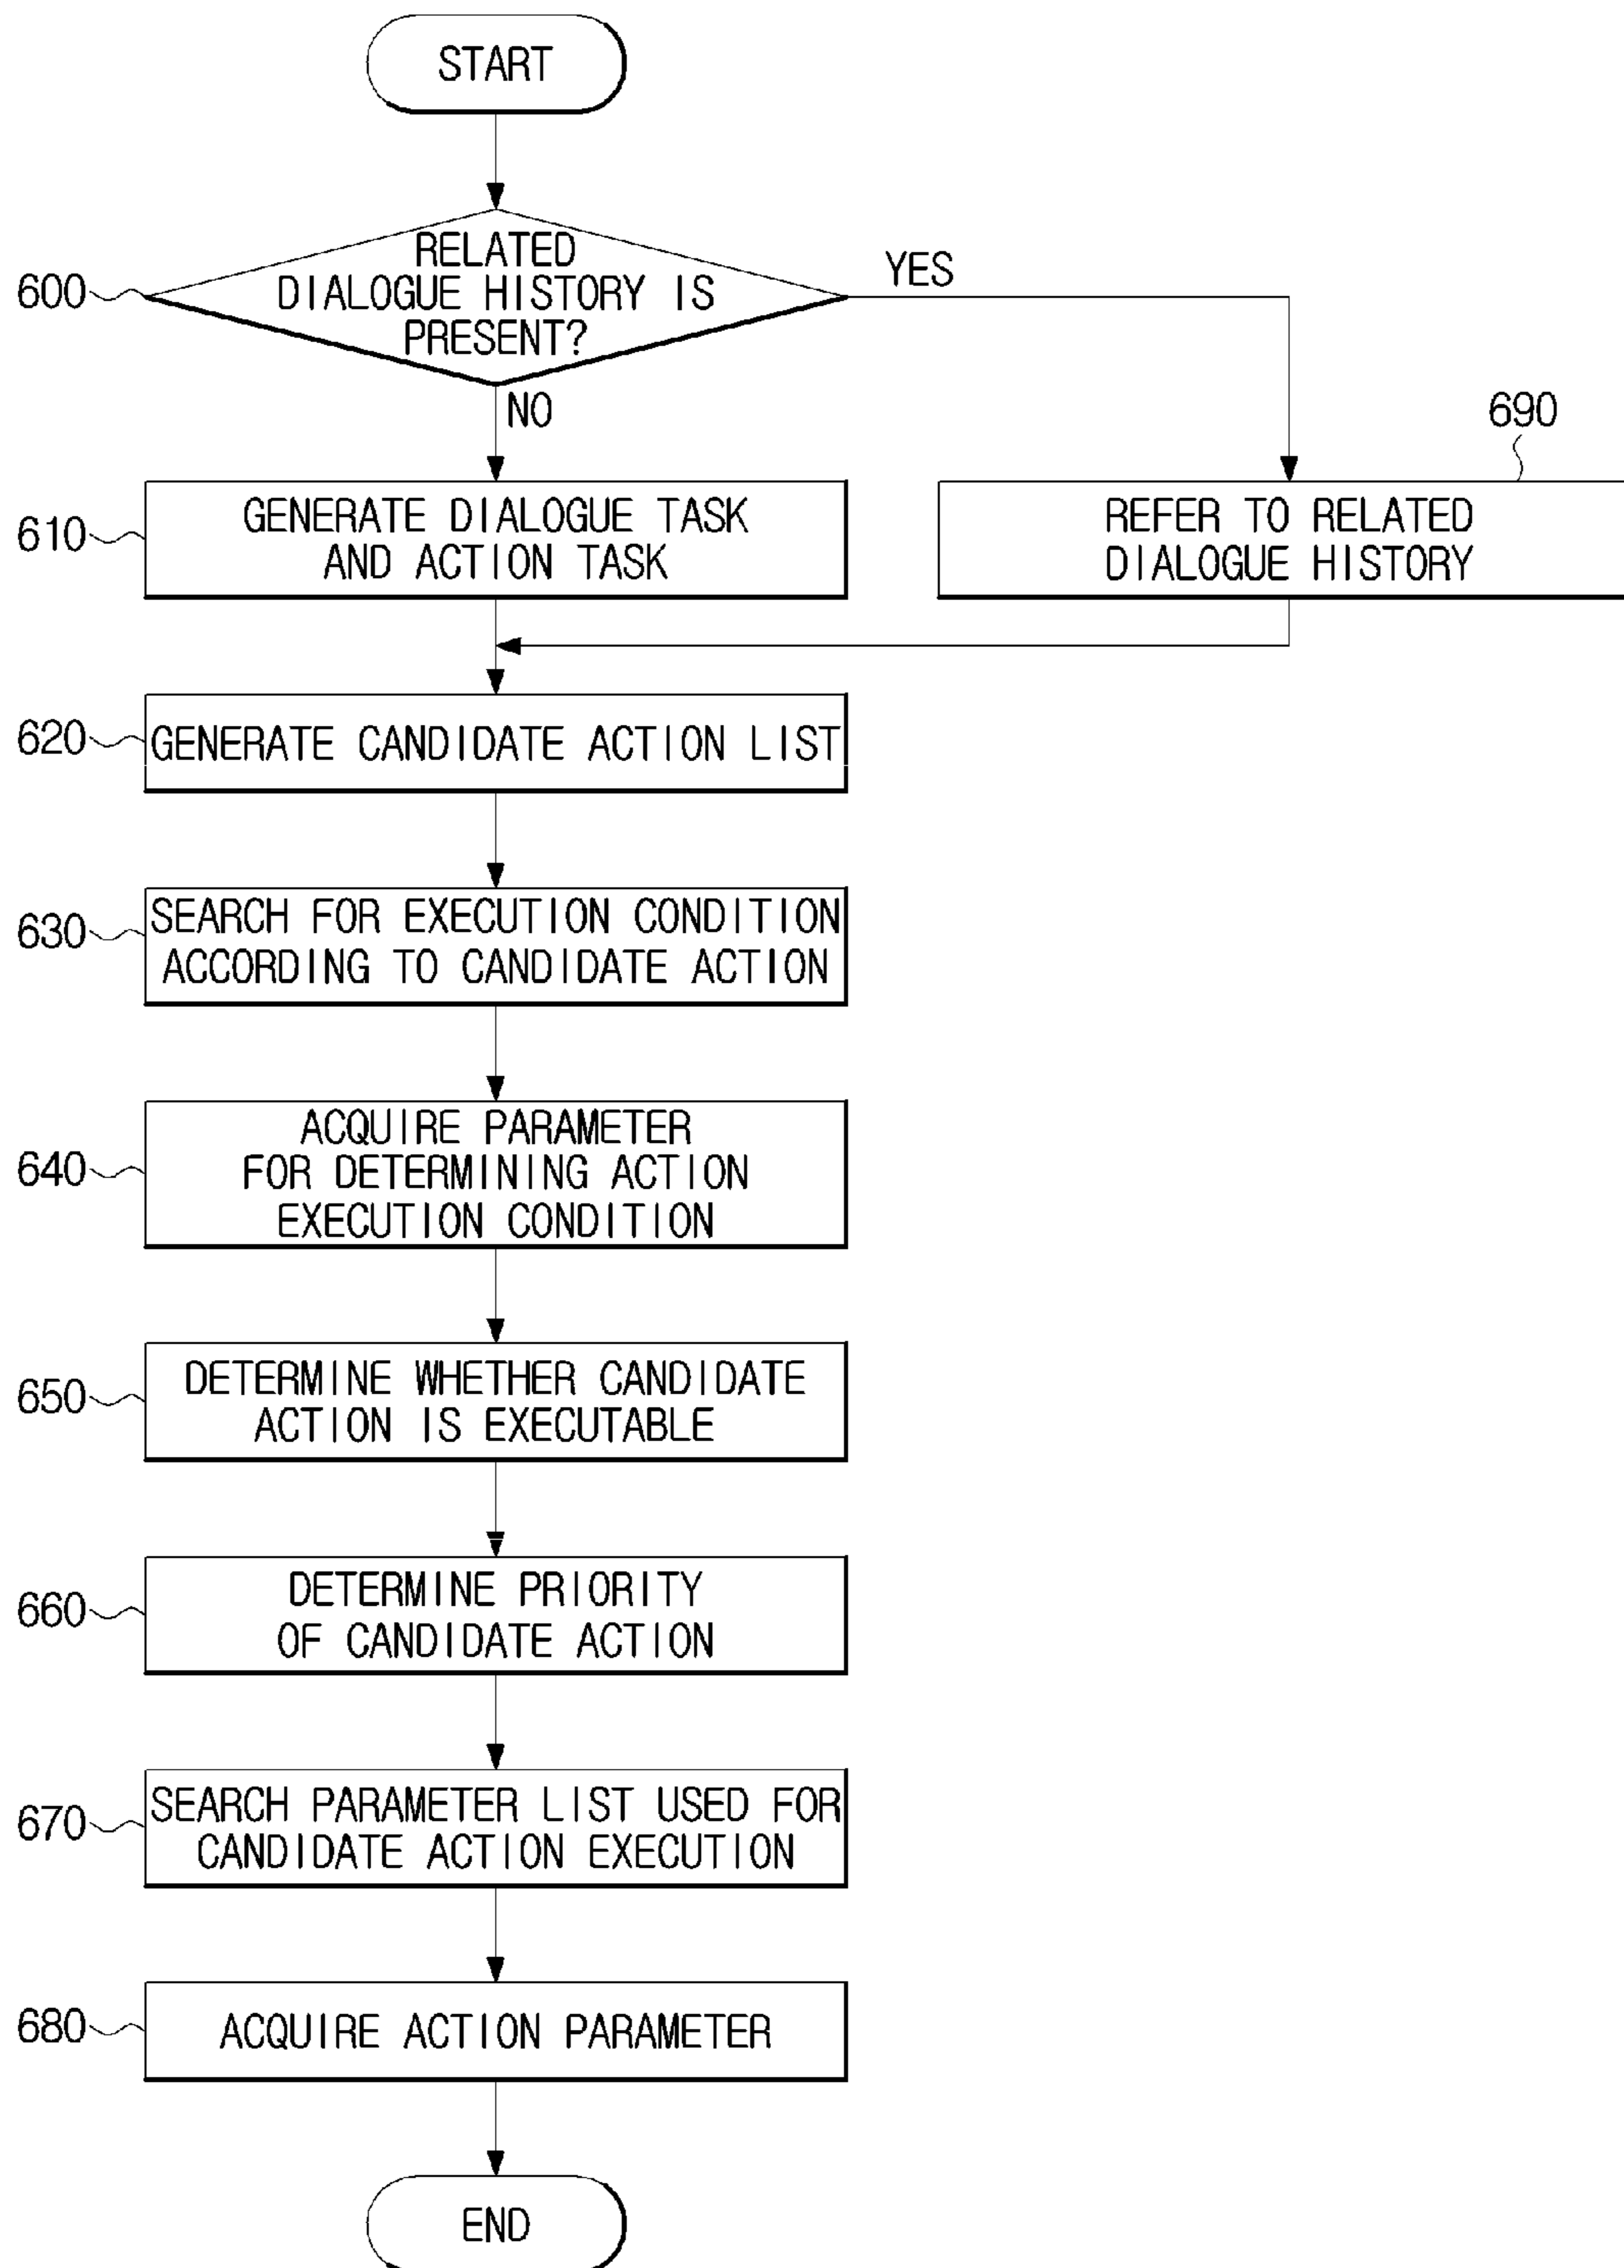 START
600
RELATED
DIALOGUE HISTORY IS
PRESENT?
YES
NO
690
610
GENERATE DIALOGUE TASK
AND ACTION TASK
REFER TO RELATED
DIALOGUE HISTORY
620
GENERATE CANDIDATE ACTION LIST
630
SEARCH FOR EXECUTION CONDITION
ACCORDING TO CANDIDATE ACTION
640
ACQUIRE PARAMETER
FOR DETERMINING ACTION
EXECUTION CONDITION
650
DETERMINE WHETHER CANDIDATE
ACTION IS EXECUTABLE
660
DETERMINE PRIORITY
OF CANDIDATE ACTION
670
SEARCH PARAMETER LIST USED FOR
CANDIDATE ACTION EXECUTION
680
ACQUIRE ACTION PARAMETER
END